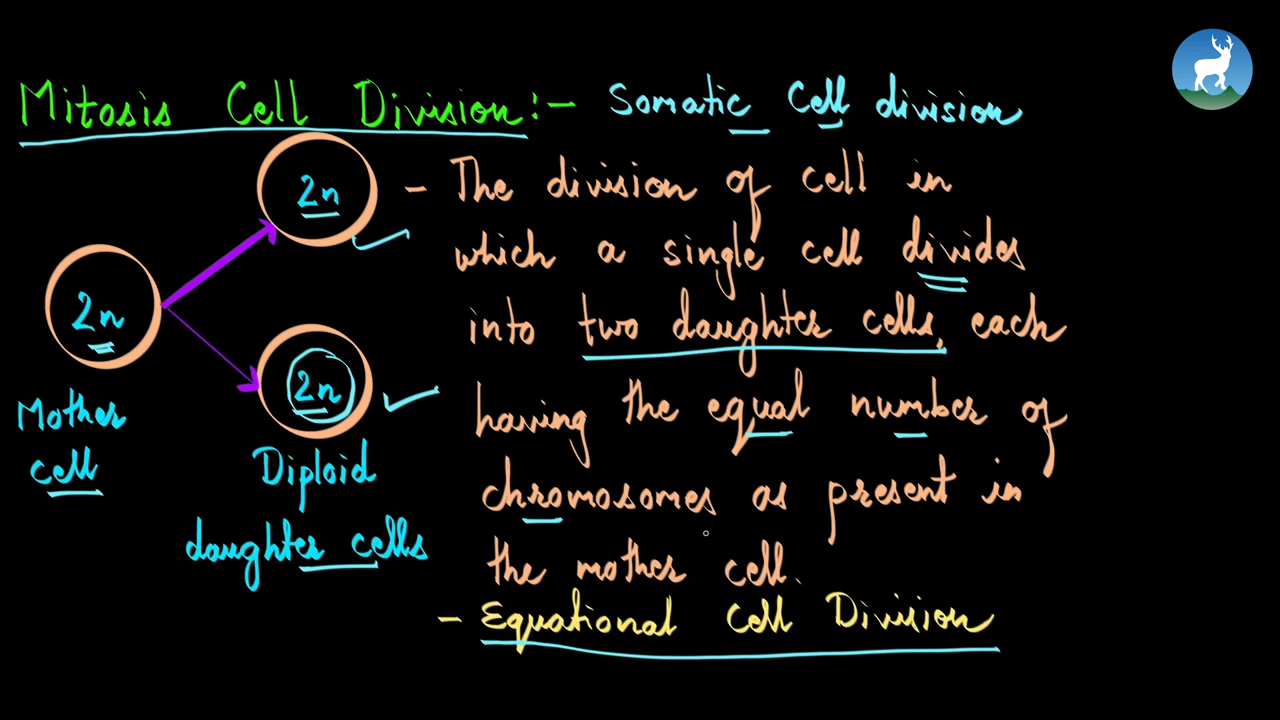 Mitosis Cell Division:- Somatic Cell division
2n
- The division of cell in
which a single cell divides
2n
into two daughter cells, each
2n
Mother
cell
having the equal number of
Diploid
daughter cells
chromosomes as present in
the mother cell.
- Equational Cell Division